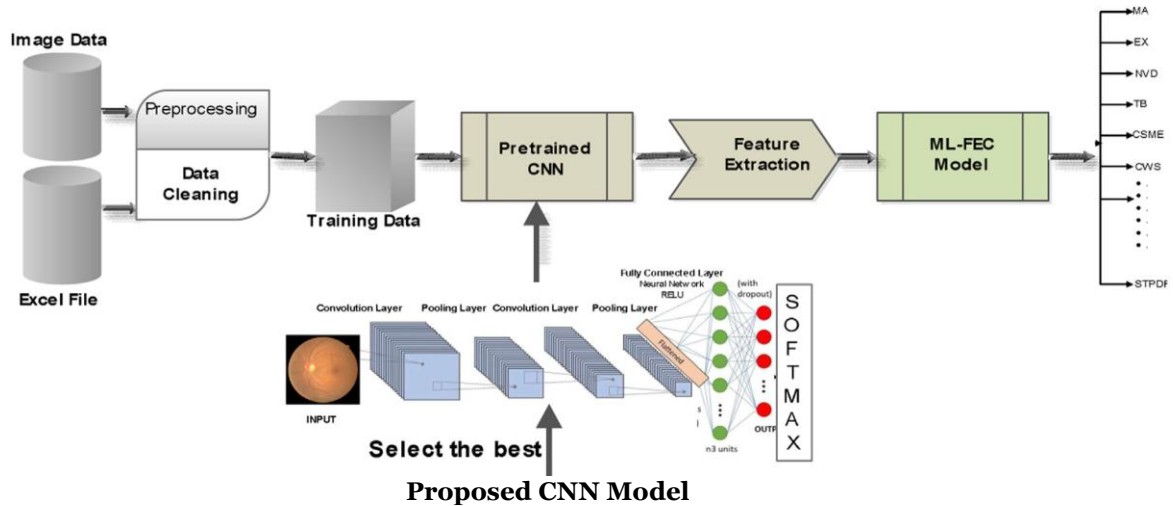 Image Data
Excel File
Preprocessing
Data
Cleaning
Training Data
Pretrained
CNN
Feature
Extraction
ML-FEC
Model
MA
EX
NVD
TB
CSME
CWS
STPDR
Fully Connected Layer
Neural Network
RELU
(with
dropout)
Convolution Layer
Pooling Layer
Convolution Layer
Pooling Layer
Flattened
INPUT
n3 units
OUTP
SOFTMAX
Select the best
Proposed CNN Model